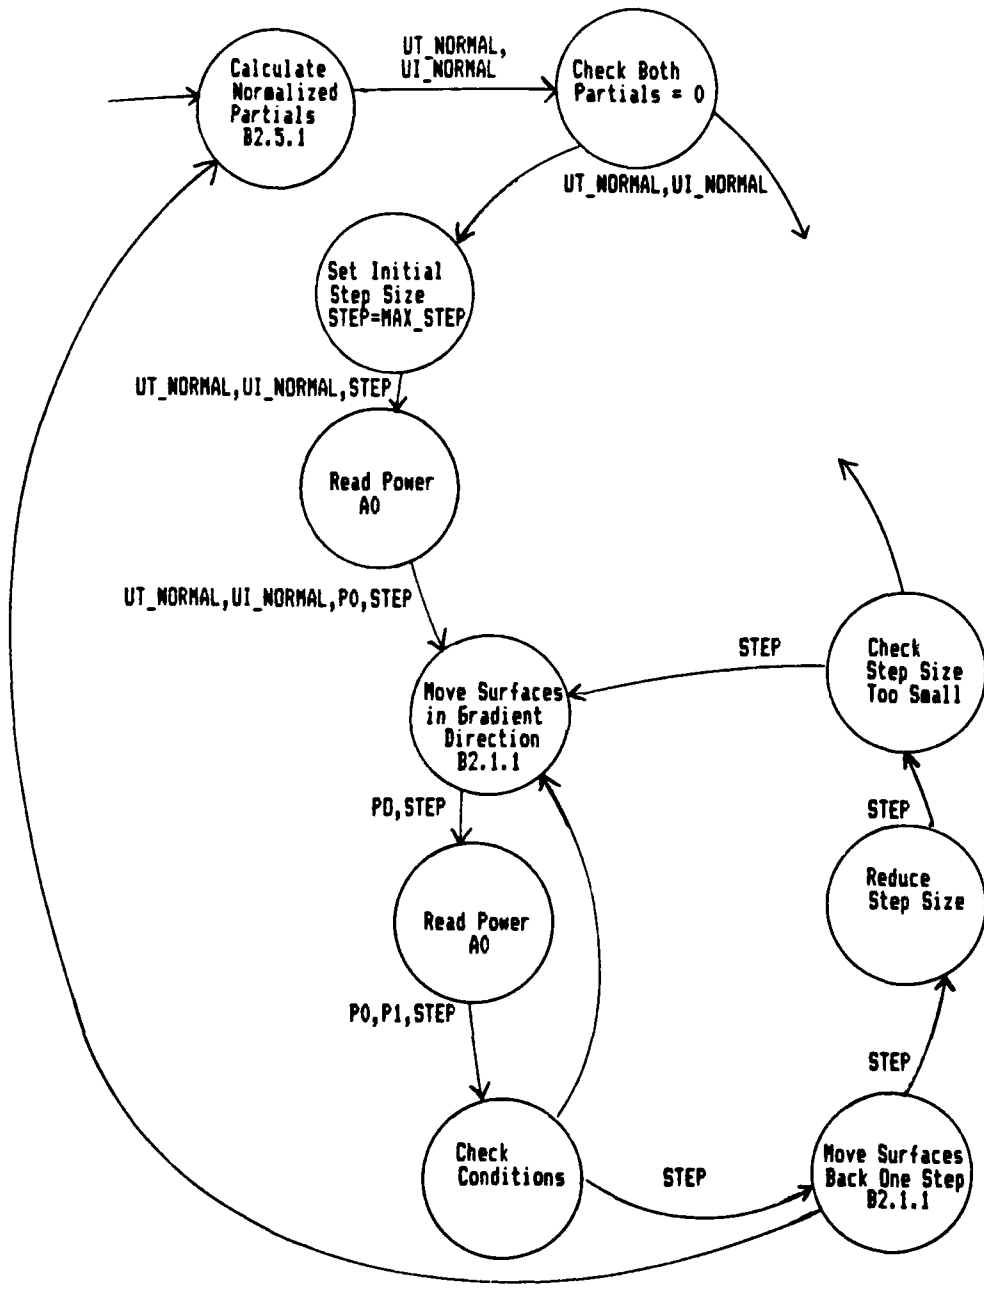 UT_NORMAL,
UI_NORMAL
Calculate
Normalized
Partials
B2.5.1
Check Both
Partials = 0
UT_NORMAL,UI_NORMAL
Set Initial
Step Size
STEP=MAX_STEP
UT_NORMAL,UI_NORMAL,STEP
Read Power
A0
UT_NORMAL,UI_NORMAL,P0,STEP
STEP
Check
Step Size
Too Small
Move Surfaces
in Gradient
Direction
B2.1.1
P0,STEP
STEP
Reduce
Step Size
Read Power
A0
P0,P1,STEP
STEP
Check
Conditions
STEP
Move Surfaces
Back One Step
B2.1.1